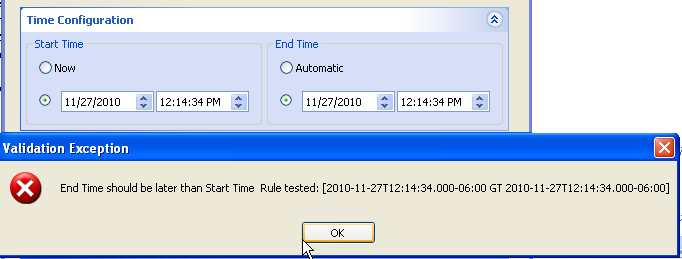 Time Configuration
Start Time
End Time
Now
Automatic
11/27/2010 12:14:34 PM
11/27/2010 12:14:34 PM
Validation Exception
End Time should be later than Start Time Rule tested: [2010-11-27T12:14:34.000-06:00 GT 2010-11-27T12:14:34.000-06:00]
OK